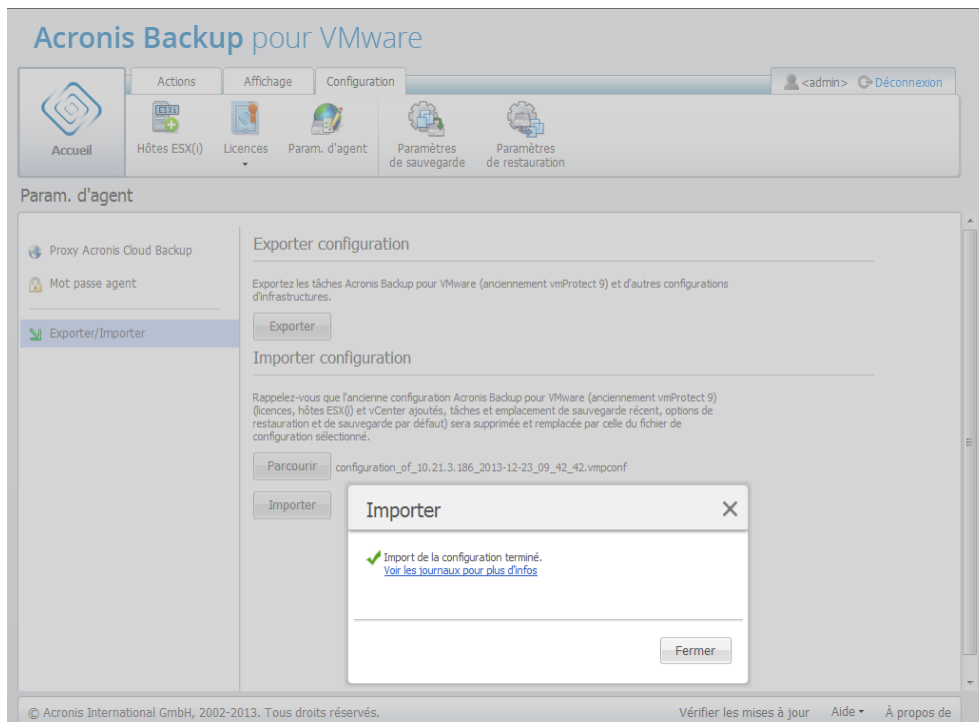 Acronis Backup pour VMware
Actions
Affichage
Configuration
<admin>
Déconnexion
Accueil
ESXi
Hôtes ESX(i)
Licences
Param. d'agent
Paramètres
de sauvegarde
Paramètres
de restauration
Param. d'agent
Proxy Acronis Cloud Backup
Mot passe agent
Exporter/Importer
Exporter configuration
Exportez les tâches Acronis Backup pour VMware (anciennement vmProtect 9) et d'autres configurations
d'infrastructures.
Exporter
Importer configuration
Rappelez-vous que l'ancienne configuration Acronis Backup pour VMware (anciennement vmProtect 9)
(licences, hôtes ESX(i) et vCenter ajoutés, tâches et emplacement de sauvegarde récent, options de
restauration et de sauvegarde par défaut) sera supprimée et remplacée par celle du fichier de
configuration sélectionné.
Parcourir
configuration_of_10.21.3.186_2013-12-23_09_42_42.vmpconf
Importer
Importer
Import de la configuration terminé.
Voir les journaux pour plus d'infos
Fermer
© Acronis International GmbH, 2002-2013. Tous droits réservés.
Vérifier les mises à jour
Aide
À propos de